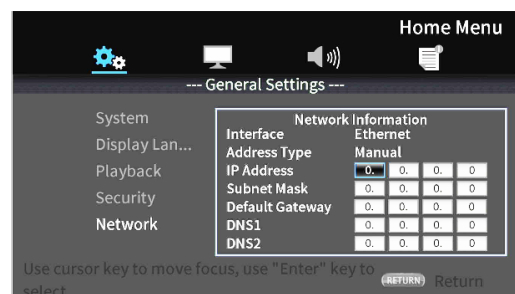 Home Menu
--- General Settings ---
System
Display Lan...
Playback
Security
Network
Network Information
Interface Ethernet
Address Type Manual
IP Address 0. 0. 0. 0
Subnet Mask 0. 0. 0. 0
Default Gateway 0. 0. 0. 0
DNS1 0. 0. 0. 0
DNS2 0. 0. 0. 0
Use cursor key to move focus, use "Enter" key to
select
RETURN Return